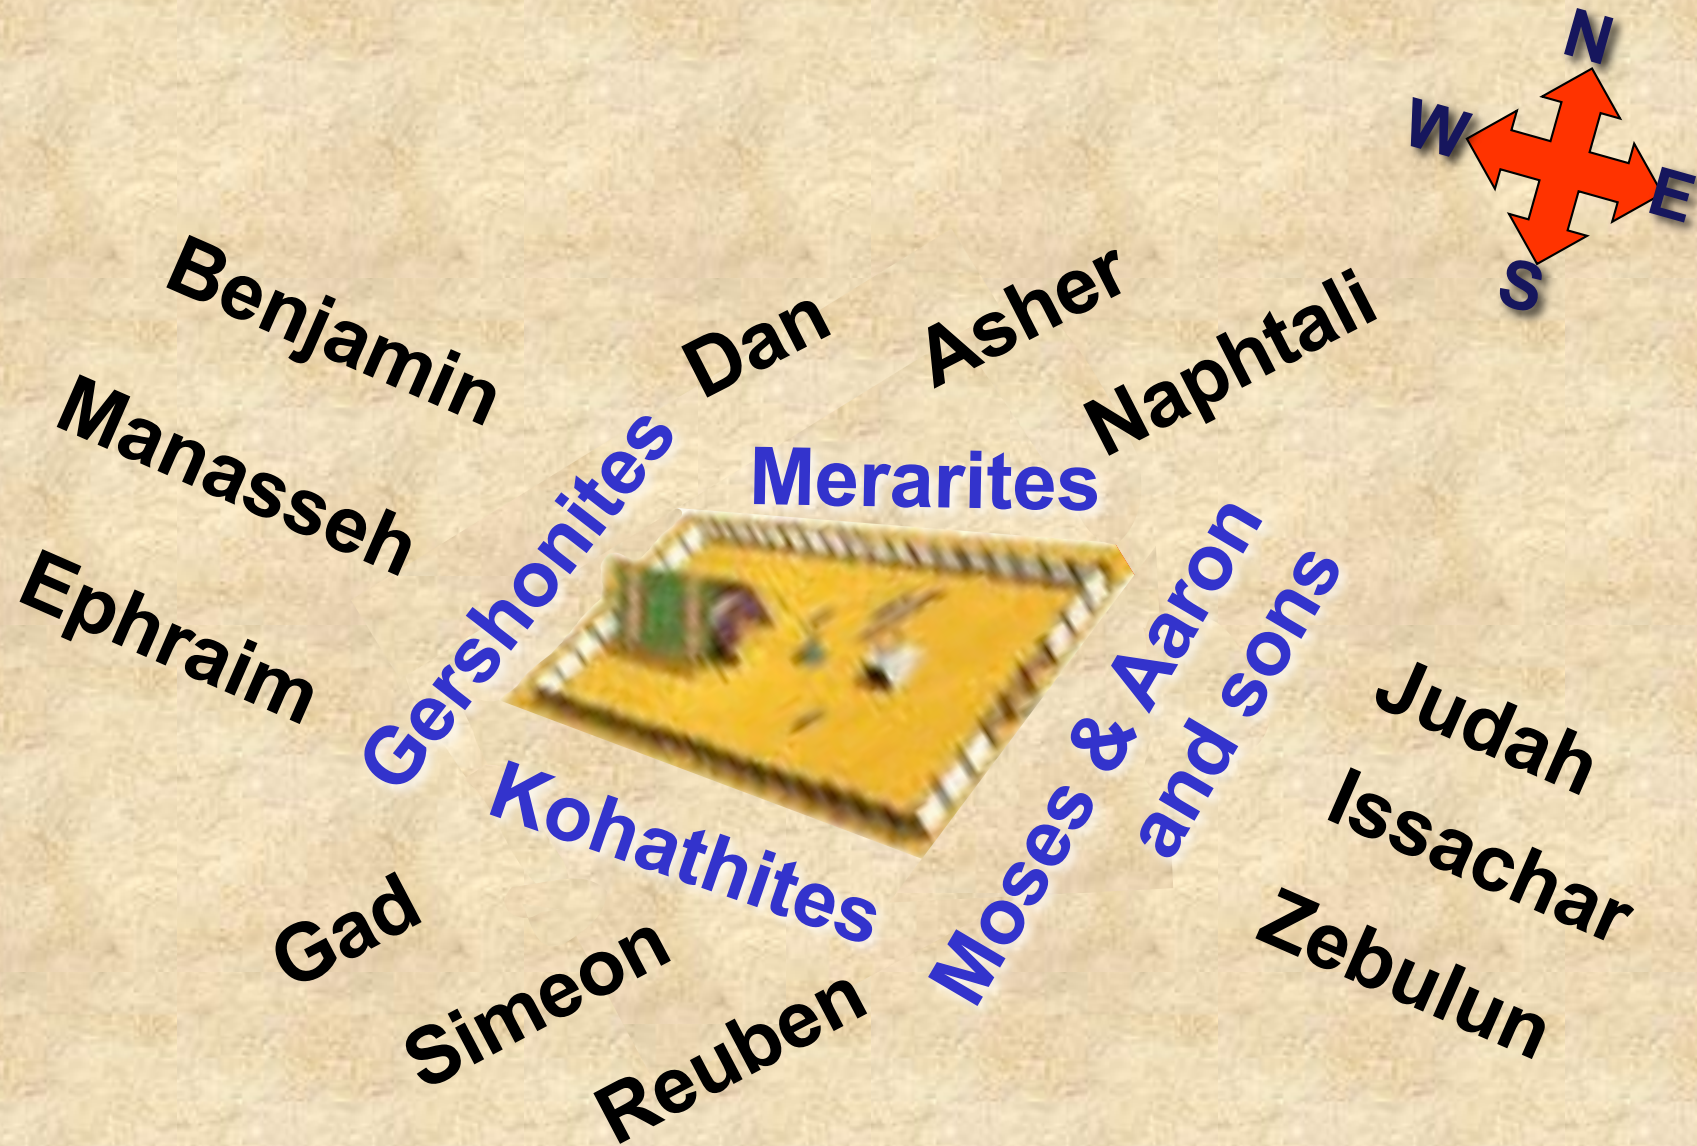 N
W
E
S
Benjamin
Dan
Asher
Naphtali
Manasseh
Gershonites
Merarites
Ephraim
Moses & Aaron
and sons
Judah
Issachar
Kohathites
Zebulun
Gad
Simeon
Reuben